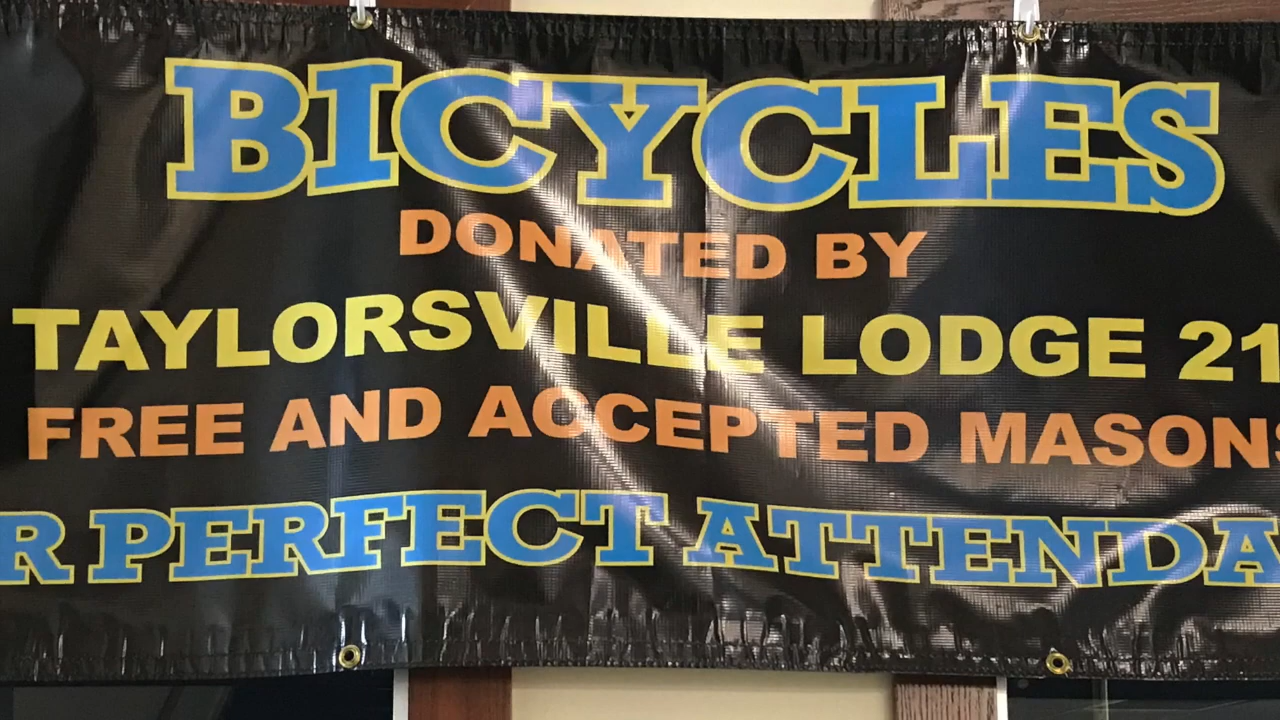 BICYCLES
DONATED BY
TAYLORSVILLE LODGE 21
FREE AND ACCEPTED MASONS
R PERFECT ATTENDA